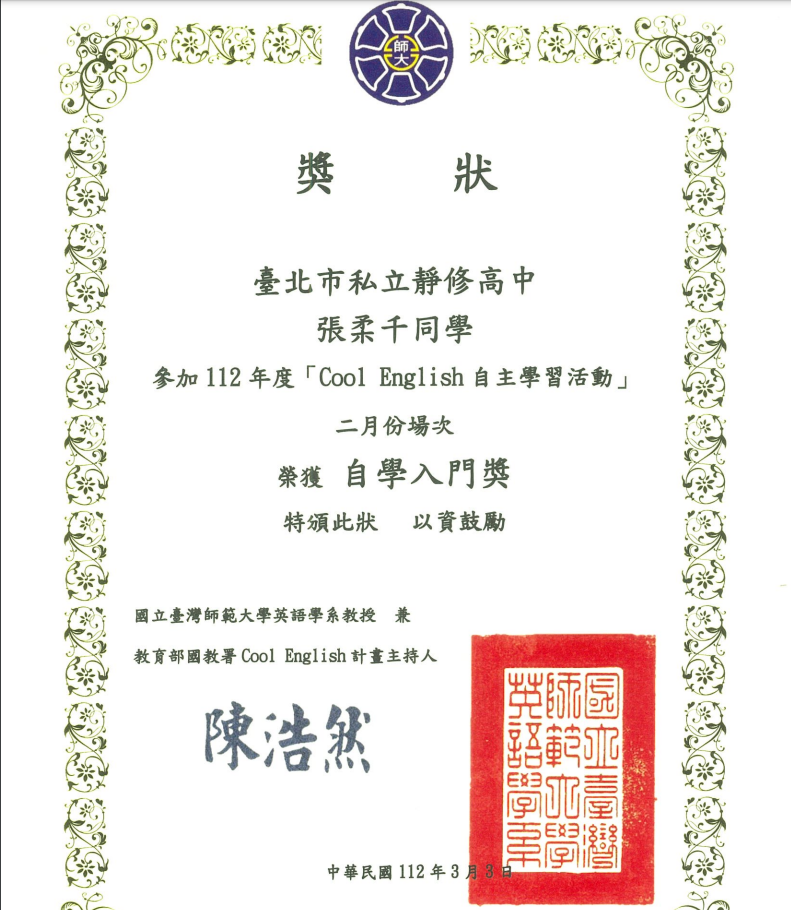 師大
獎 狀
臺北市私立靜修高中
張柔千同學
參加 112 年度「Cool English 自主學習活動」
二月份場次
榮獲 自學入門獎
特頒此狀 以資鼓勵
國立臺灣師範大學英語學系教授 兼
教育部國教署 Cool English 計畫主持人
陳浩然
國立臺灣
師範大學
英語學系
中華民國 112 年 3 月 3 日